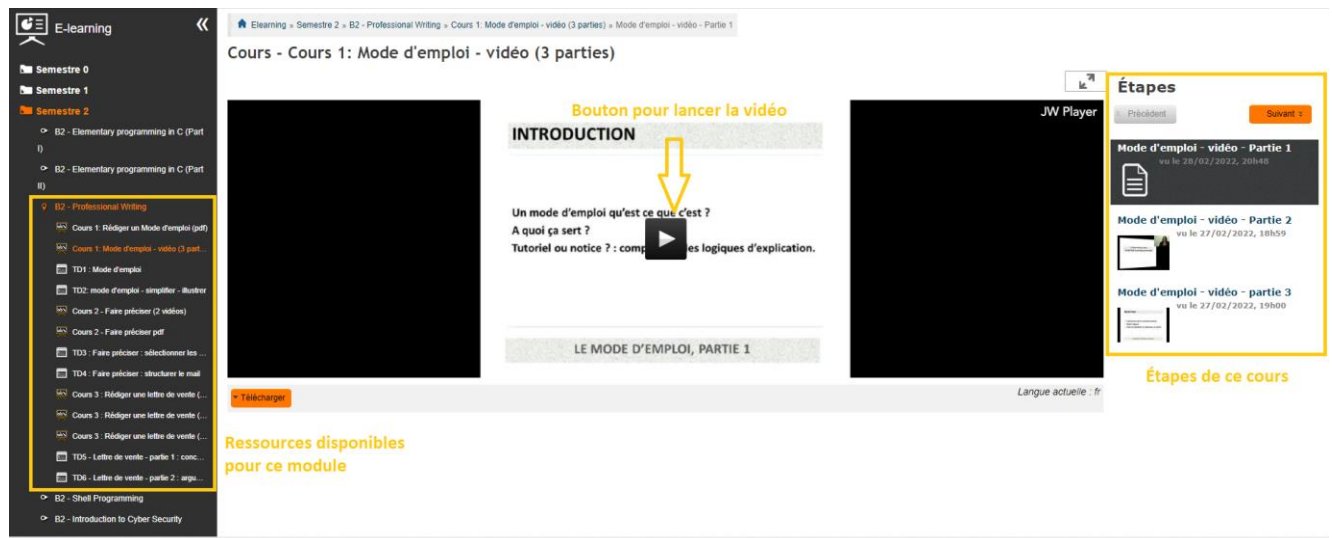 E-learning
«
Semestre 0
Semestre 1
Semestre 2
B2 - Elementary programming in C (Part
I)
B2 - Elementary programming in C (Part
II)
B2 - Professional Writing
Cours 1: Rédiger un Mode d'emploi (pdf)
Cours 1: Mode d'emploi - vidéo (3 part...
TD1 : Mode d'emploi
TD2: mode d'emploi - simplifier - illustrer
Cours 2 - Faire préciser (2 vidéos)
Cours 2 - Faire préciser pdf
TD3 : Faire préciser : sélectionner les ...
TD4 : Faire préciser : structurer le mail
Cours 3 : Rédiger une lettre de vente (...
Cours 3 : Rédiger une lettre de vente (...
Cours 3 : Rédiger une lettre de vente (...
TD5 - Lettre de vente - partie 1 : conc...
TD6 - Lettre de vente - partie 2 : argu...
B2 - Shell Programming
B2 - Introduction to Cyber Security
Elearning » Semestre 2 » B2 - Professional Writing » Cours 1: Mode d'emploi - vidéo (3 parties) » Mode d'emploi - vidéo - Partie 1
Cours - Cours 1: Mode d'emploi - vidéo (3 parties)
Bouton pour lancer la vidéo
JW Player
INTRODUCTION
Un mode d'emploi qu'est ce que c'est ?
A quoi ça sert ?
Tutoriel ou notice ? : comp es logiques d'explication.
LE MODE D'EMPLOI, PARTIE 1
Télécharger
Langue actuelle : fr
Ressources disponibles
pour ce module
Étapes
Précédent
Suivant
Mode d'emploi - vidéo - Partie 1
vu le 28/02/2022, 20h48
Mode d'emploi - vidéo - Partie 2
vu le 27/02/2022, 18h59
Mode d'emploi - vidéo - partie 3
vu le 27/02/2022, 19h00
Étapes de ce cours